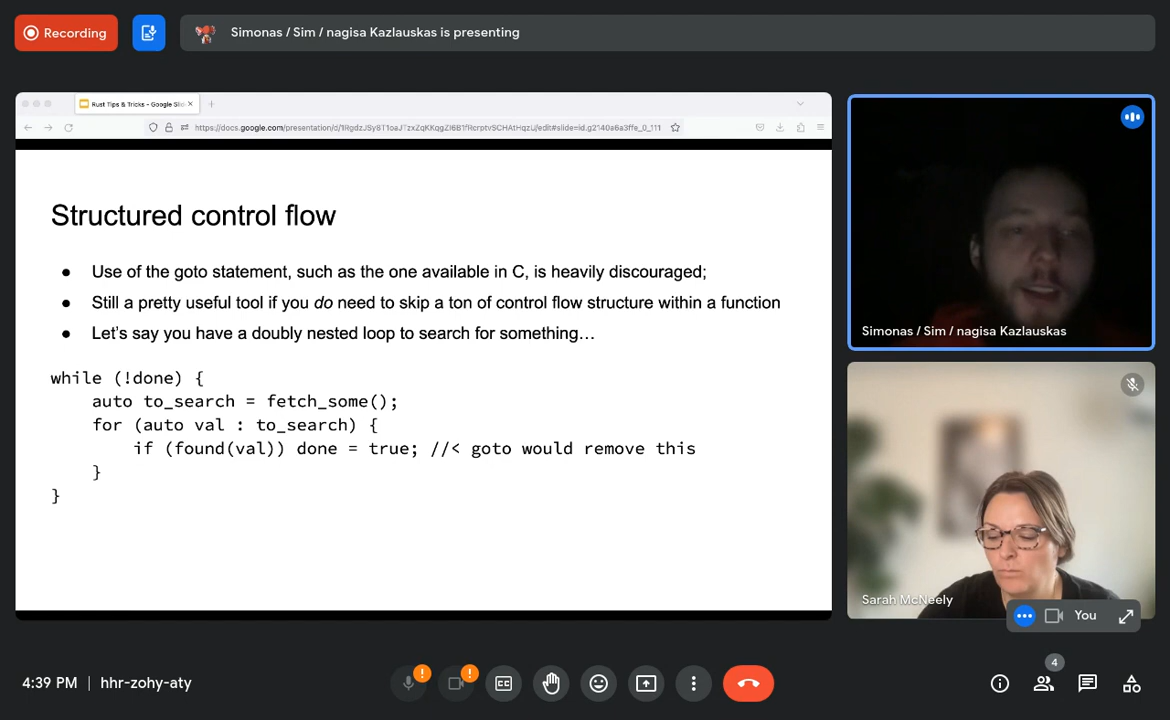 Recording
Simonas / Sim / nagisa Kazlauskas is presenting
Rust Tips & Tricks - Google Sli
Structured control flow
● Use of the goto statement, such as the one available in C, is heavily discouraged;
● Still a pretty useful tool if you do need to skip a ton of control flow structure within a function
● Let's say you have a doubly nested loop to search for something…
while (!done) {
auto to_search = fetch_some();
for (auto val : to_search) {
if (found(val)) done = true; //< goto would remove this
}
}
Simonas / Sim / nagisa Kazlauskas
Sarah McNeely
You
4:39 PM | hhr-zohy-aty
4